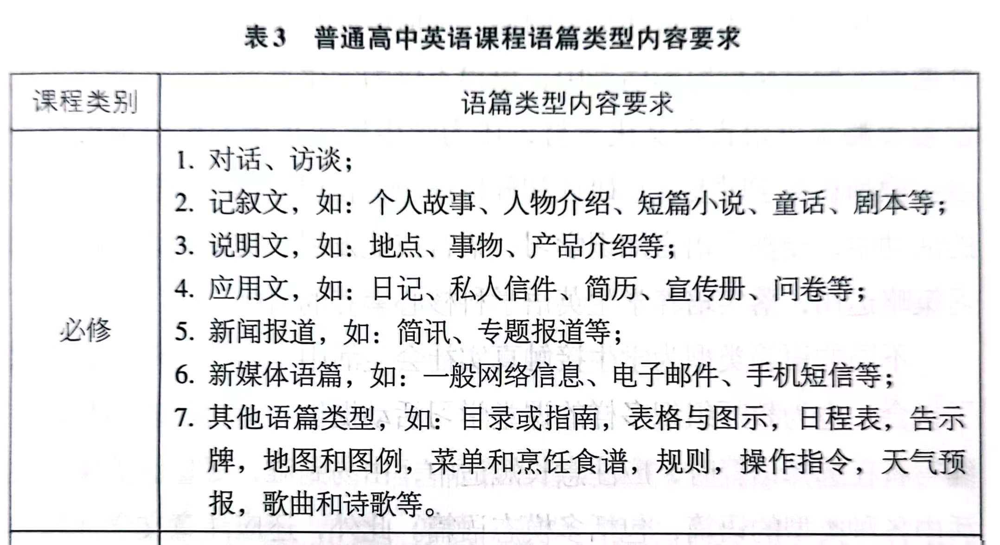 表3 普通高中英语课程语篇类型内容要求
课程类别
语篇类型内容要求
必修
1. 对话、访谈；
2. 记叙文，如：个人故事、人物介绍、短篇小说、童话、剧本等；
3. 说明文，如：地点、事物、产品介绍等；
4. 应用文，如：日记、私人信件、简历、宣传册、问卷等；
5. 新闻报道，如：简讯、专题报道等；
6. 新媒体语篇，如：一般网络信息、电子邮件、手机短信等；
7. 其他语篇类型，如：目录或指南，表格与图示，日程表，告示
牌，地图和图例，菜单和烹饪食谱，规则，操作指令，天气预
报，歌曲和诗歌等。